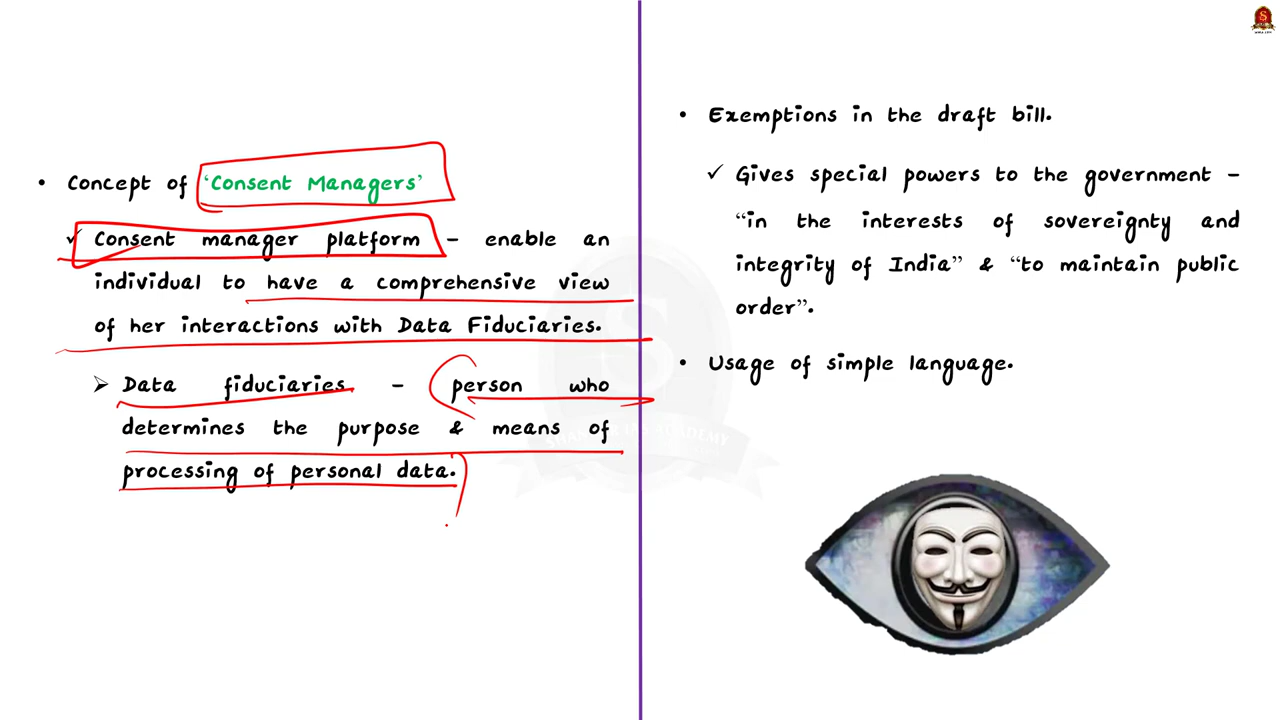 • Concept of ‘Consent Managers’
✓ Consent manager platform – enable an
individual to have a comprehensive view
of her interactions with Data Fiduciaries.
➢ Data fiduciaries – person who
determines the purpose & means of
processing of personal data.
• Exemptions in the draft bill.
✓ Gives special powers to the government –
“in the interests of sovereignty and
integrity of India” & “to maintain public
order”.
• Usage of simple language.